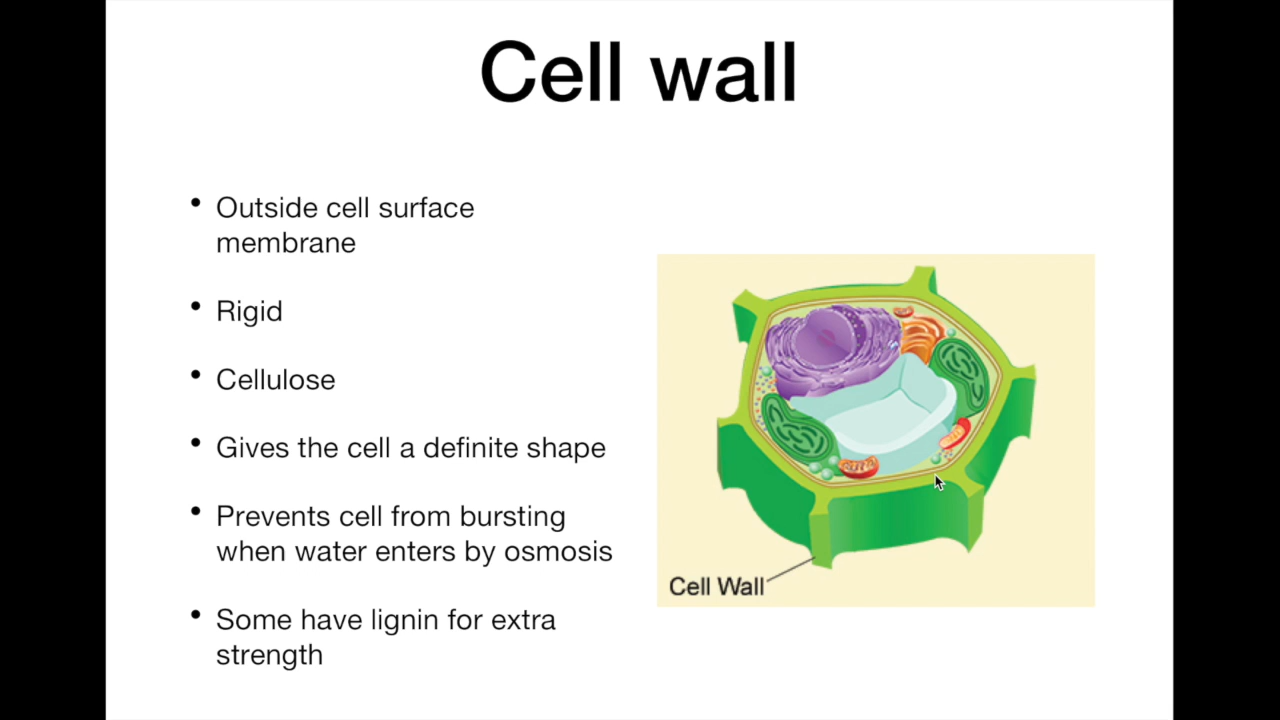 Cell wall
• Outside cell surface
membrane
• Rigid
• Cellulose
• Gives the cell a definite shape
• Prevents cell from bursting
when water enters by osmosis
• Some have lignin for extra
strength
Cell Wall